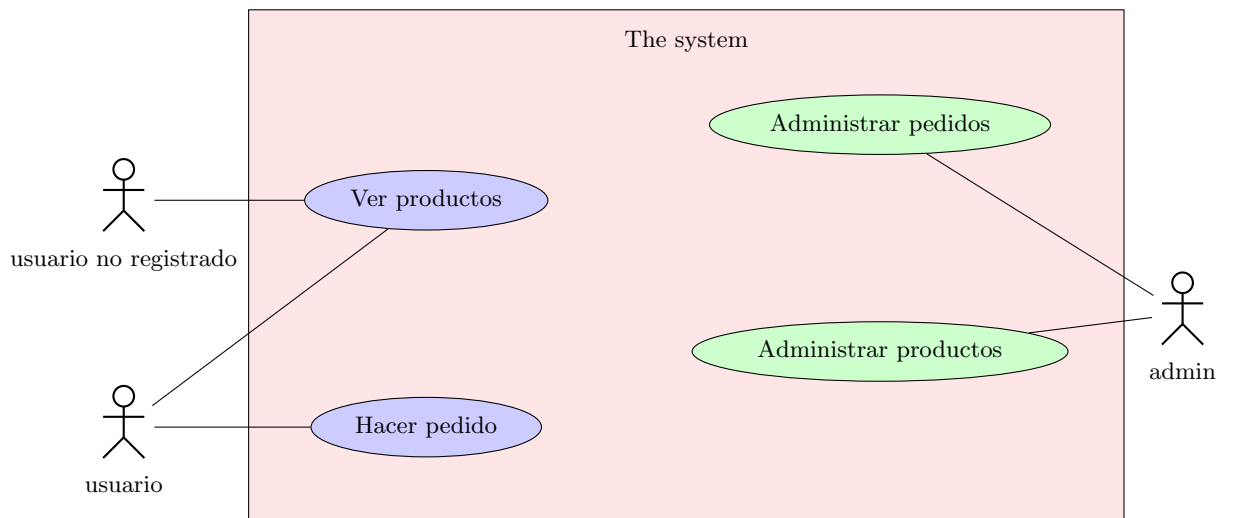 The system
Administrar pedidos
Ver productos
usuario no registrado
Administrar productos
admin
Hacer pedido
usuario